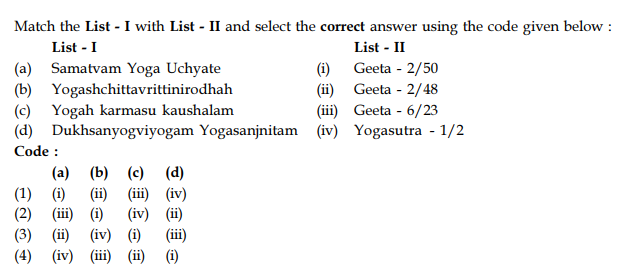 Match the List - I with List - II and select the correct answer using the code given below :
List - I List - II
(a) Samatvam Yoga Uchyate (i) Geeta - 2/50
(b) Yogashchittavrittinirodhah (ii) Geeta - 2/48
(c) Yogah karmasu kaushalam (iii) Geeta - 6/23
(d) Dukhsanyogviyogam Yogasanjnitam (iv) Yogasutra - 1/2
Code :
(a) (b) (c) (d)
(1) (i) (ii) (iii) (iv)
(2) (iii) (i) (iv) (ii)
(3) (ii) (iv) (i) (iii)
(4) (iv) (iii) (ii) (i)